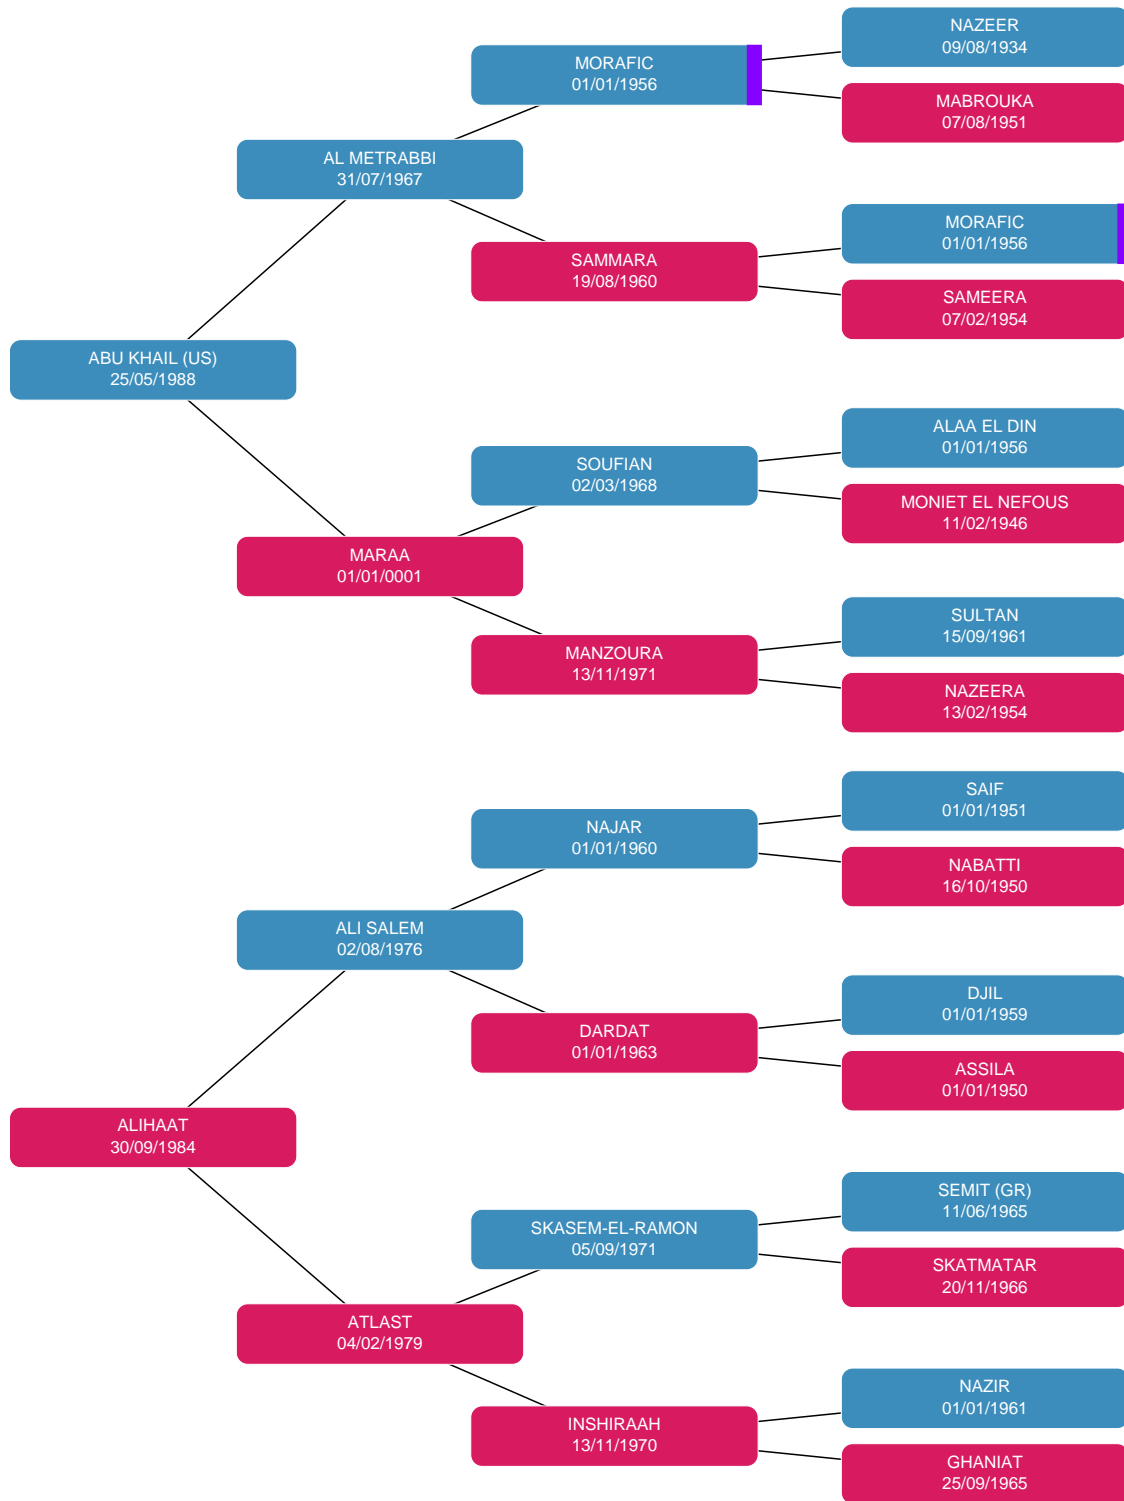 NAZEER
09/08/1934
MORAFIC
01/01/1956
MABROUKA
07/08/1951
AL METRABBI
31/07/1967
MORAFIC
01/01/1956
SAMMARA
19/08/1960
SAMEERA
07/02/1954
ABU KHAIL (US)
25/05/1988
ALAA EL DIN
01/01/1956
SOUFIAN
02/03/1968
MONIET EL NEFOUS
11/02/1946
MARAA
01/01/0001
SULTAN
15/09/1961
MANZOURA
13/11/1971
NAZEERA
13/02/1954
SAIF
01/01/1951
NAJAR
01/01/1960
NABATTI
16/10/1950
ALI SALEM
02/08/1976
DJIL
01/01/1959
DARDAT
01/01/1963
ASSILA
01/01/1950
ALIHAAT
30/09/1984
SEMIT (GR)
11/06/1965
SKASEM-EL-RAMON
05/09/1971
SKATMATAR
20/11/1966
ATLAST
04/02/1979
NAZIR
01/01/1961
INSHIRAAH
13/11/1970
GHANIAT
25/09/1965